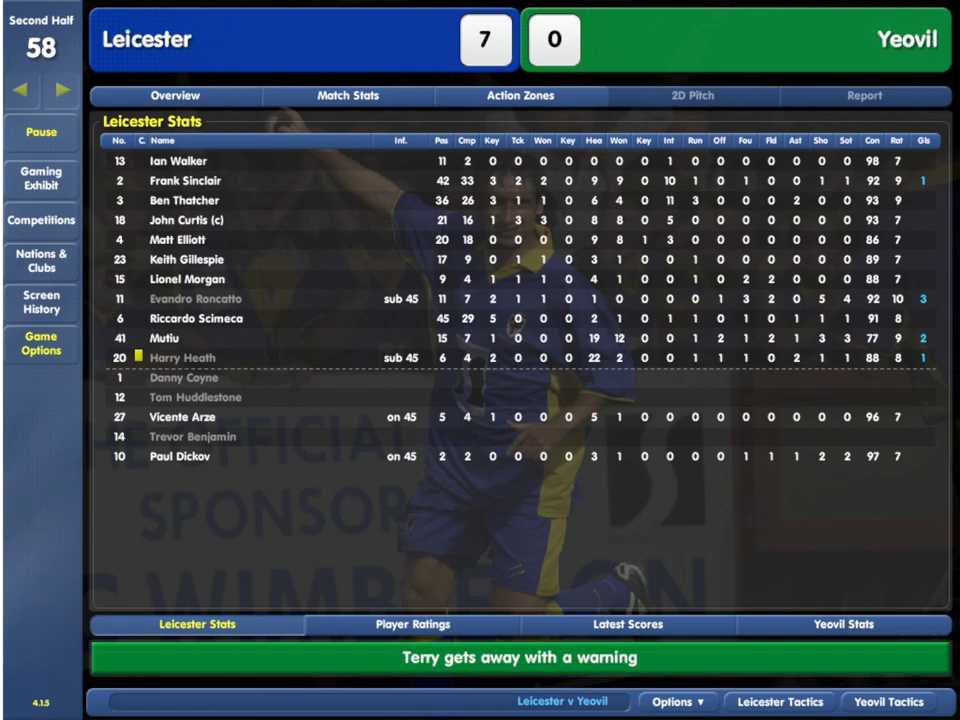 Second Half
58
Leicester 7 0 Yeovil
Overview Match Stats Action Zones 2D Pitch Report
Pause
Gaming
Exhibit
Competitions
Nations &
Clubs
Screen
History
Game
Options
4.1.5
Leicester Stats
No. C. Name Inf. Pas Cmp Key Tck Won Key Hea Won Key Int Run Off Fou Fld Ast Sho Sot Con Rat Gls
13 Ian Walker 11 2 0 0 0 0 0 0 0 1 0 0 0 0 0 0 0 98 7
2 Frank Sinclair 42 33 3 2 2 0 9 9 0 10 1 0 1 0 0 1 1 92 9 1
3 Ben Thatcher 36 26 3 1 1 0 6 4 0 11 3 0 0 0 2 0 0 93 9
18 John Curtis (c) 21 16 1 3 3 0 8 8 0 5 0 0 0 0 0 0 0 93 7
4 Matt Elliott 20 18 0 0 0 0 9 8 1 3 0 0 0 0 0 0 0 86 7
23 Keith Gillespie 17 9 0 1 1 0 3 1 0 0 1 0 0 0 0 0 0 89 7
15 Lionel Morgan 9 4 1 1 1 0 4 1 0 0 1 0 2 2 0 0 0 88 7
11 Evandro Roncatto sub 45 11 7 2 1 1 0 1 0 0 0 0 1 3 2 0 5 4 92 10 3
6 Riccardo Scimeca 45 29 5 0 0 0 2 1 0 1 1 0 1 0 1 1 1 91 8
41 Mutiu 15 7 1 0 0 0 19 12 0 0 1 2 1 2 1 3 3 77 9 2
20 Harry Heath sub 45 6 4 2 0 0 0 22 2 0 0 1 1 1 0 2 1 1 88 8 1
1 Danny Coyne
12 Tom Huddlestone
27 Vicente Arze on 45 5 4 1 0 0 0 5 1 0 0 0 0 0 0 0 0 0 96 7
14 Trevor Benjamin
10 Paul Dickov on 45 2 2 0 0 0 0 3 1 0 0 0 0 1 1 1 2 2 97 7
Leicester Stats Player Ratings Latest Scores Yeovil Stats
Terry gets away with a warning
Leicester v Yeovil Options ▼ Leicester Tactics Yeovil Tactics